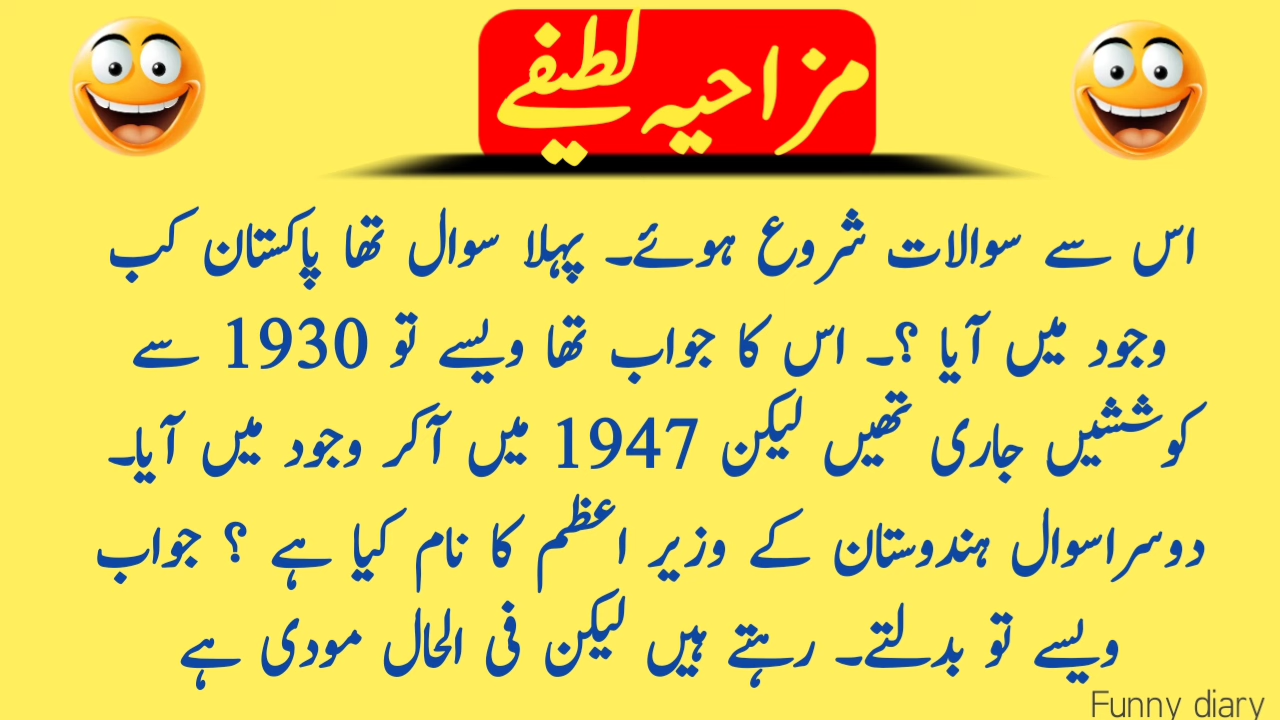 مزاحیہ لطیفے
اس سے سوالات شروع ہوئے۔ پہلا سوال تھا پاکستان کب
وجود میں آیا ؟۔ اس کا جواب تھا ویسے تو 1930 سے
کوششیں جاری تھیں لیکن 1947 میں آکر وجود میں آیا۔
دوسراسوال ہندوستان کے وزیر اعظم کا نام کیا ہے ؟ جواب
ویسے تو بدلتے۔ رہتے ہیں لیکن فی الحال مودی ہے
Funny diary